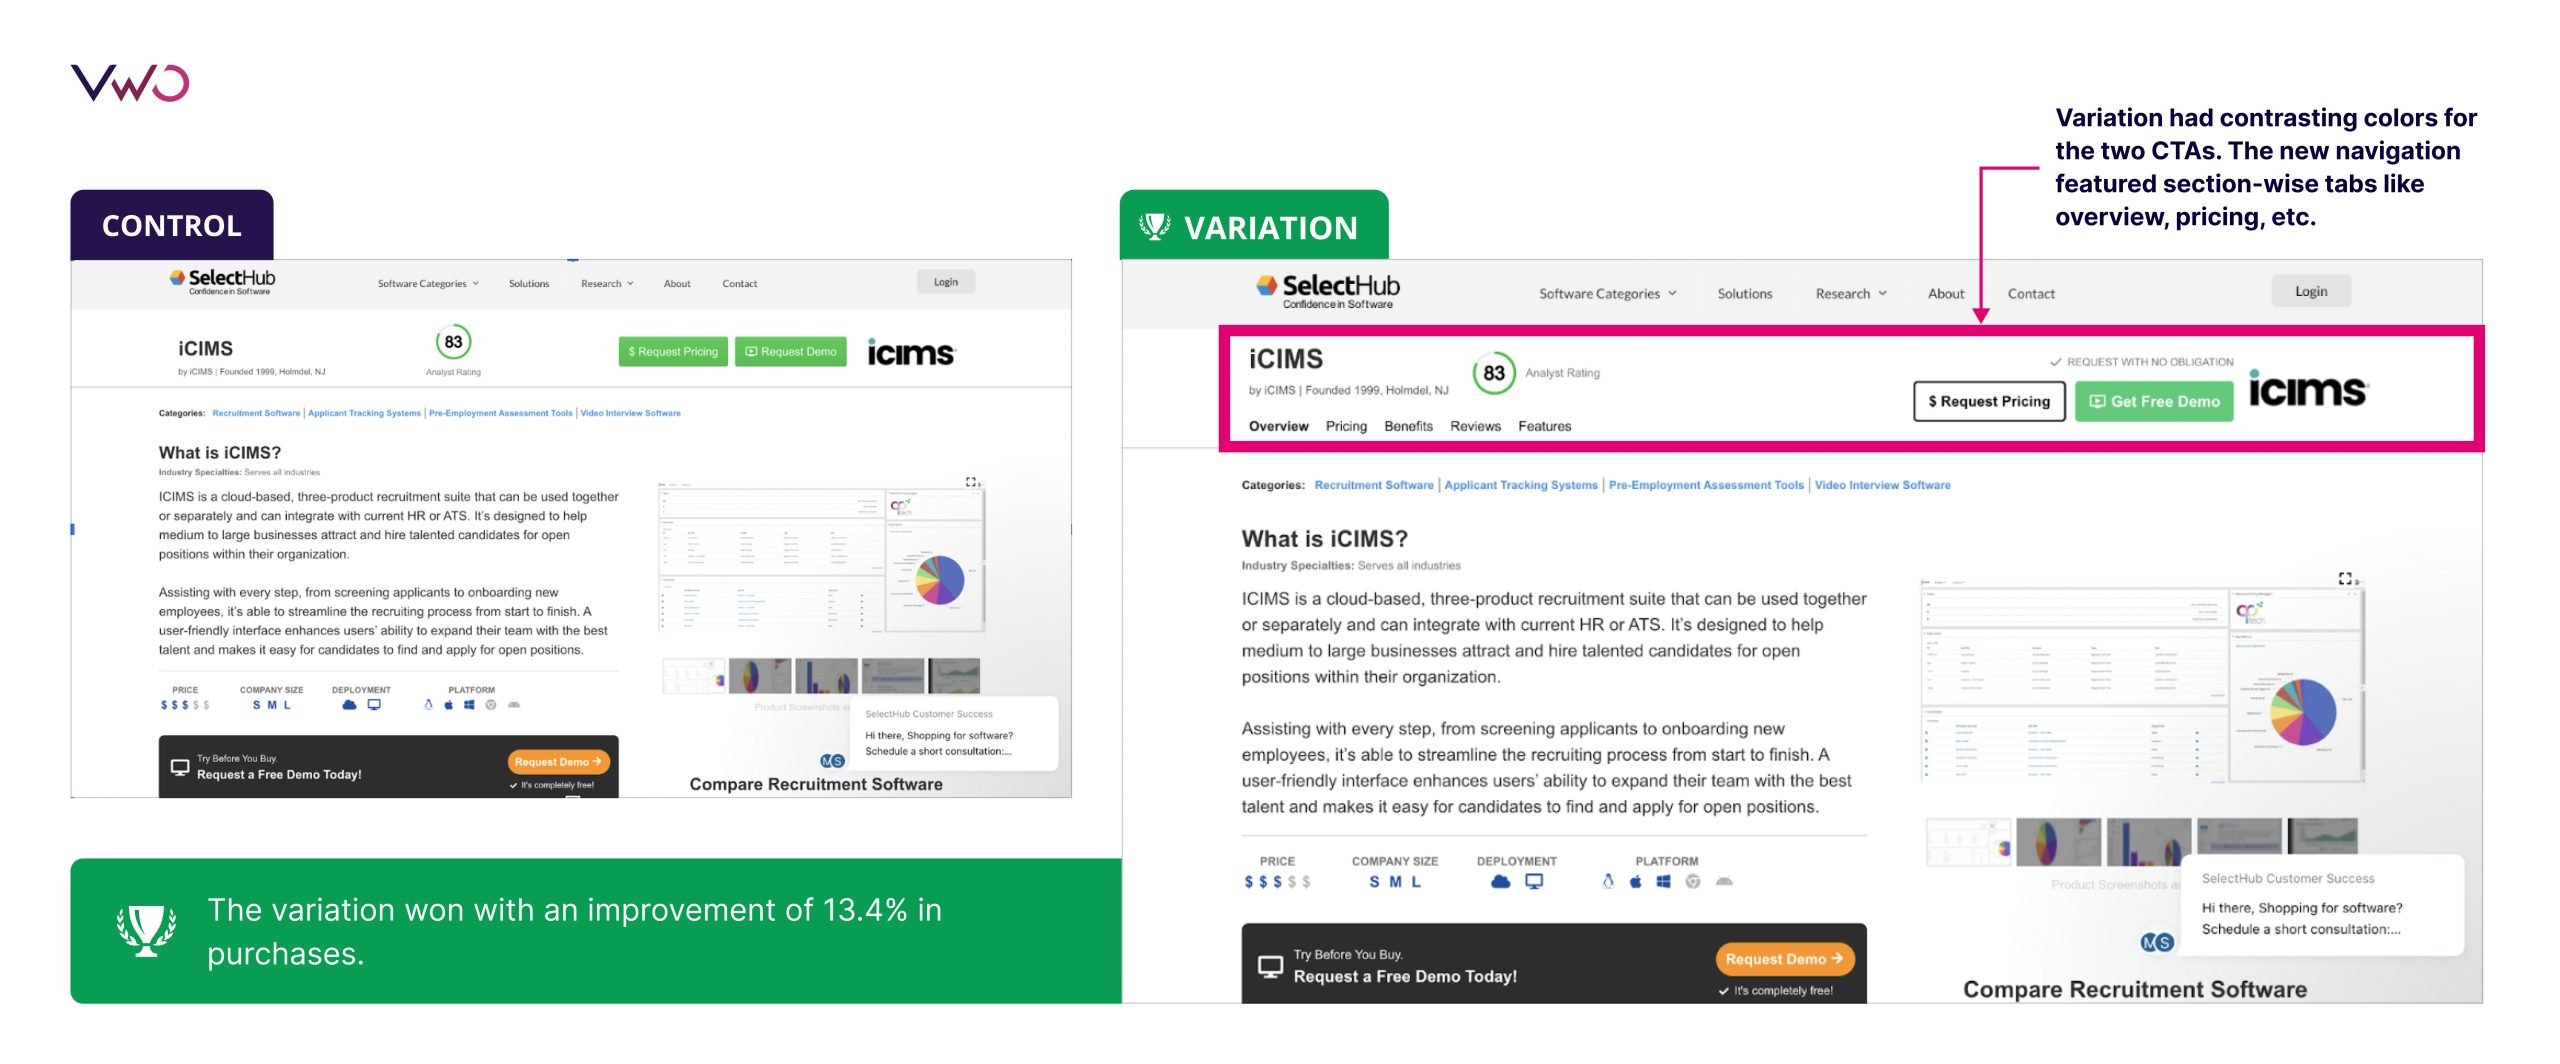 VWO
Variation had contrasting colors for
the two CTAs. The new navigation
featured section-wise tabs like
overview, pricing, etc.
CONTROL
SelectHub
Confidence in Software
Software Categories
Solutions
Research
About
Contact
Login
iCIMS
by iCIMS | Founded 1999, Holmdel, NJ
83
Analyst Rating
$ Request Pricing
Request Demo
icims
Categories: Recruitment Software | Applicant Tracking Systems | Pre-Employment Assessment Tools | Video Interview Software
What is iCIMS?
Industry Specialties: Serves all industries
ICIMS is a cloud-based, three-product recruitment suite that can be used together
or separately and can integrate with current HR or ATS. It's designed to help
medium to large businesses attract and hire talented candidates for open
positions within their organization.
Assisting with every step, from screening applicants to onboarding new
employees, it's able to streamline the recruiting process from start to finish. A
user-friendly interface enhances users' ability to expand their team with the best
talent and makes it easy for candidates to find and apply for open positions.
PRICE
COMPANY SIZE
DEPLOYMENT
PLATFORM
$ $ $ $ $
S M L
Try Before You Buy.
Request a Free Demo Today!
Request Demo →
✓ It's completely free!
Product Screenshots
SelectHub Customer Success
Hi there, Shopping for software?
Schedule a short consultation:...
MS
Compare Recruitment Software
The variation won with an improvement of 13.4% in
purchases.
VARIATION
SelectHub
Confidence in Software
Software Categories
Solutions
Research
About
Contact
Login
iCIMS
by iCIMS | Founded 1999, Holmdel, NJ
83
Analyst Rating
✓ REQUEST WITH NO OBLIGATION
$ Request Pricing
Get Free Demo
icims
Overview Pricing Benefits Reviews Features
Categories: Recruitment Software | Applicant Tracking Systems | Pre-Employment Assessment Tools | Video Interview Software
What is iCIMS?
Industry Specialties: Serves all industries
ICIMS is a cloud-based, three-product recruitment suite that can be used together
or separately and can integrate with current HR or ATS. It's designed to help
medium to large businesses attract and hire talented candidates for open
positions within their organization.
Assisting with every step, from screening applicants to onboarding new
employees, it's able to streamline the recruiting process from start to finish. A
user-friendly interface enhances users' ability to expand their team with the best
talent and makes it easy for candidates to find and apply for open positions.
PRICE
COMPANY SIZE
DEPLOYMENT
PLATFORM
$ $ $ $ $
S M L
Try Before You Buy.
Request a Free Demo Today!
Request Demo →
✓ It's completely free!
Product Screenshots
SelectHub Customer Success
Hi there, Shopping for software?
Schedule a short consultation:...
MS
Compare Recruitment Software